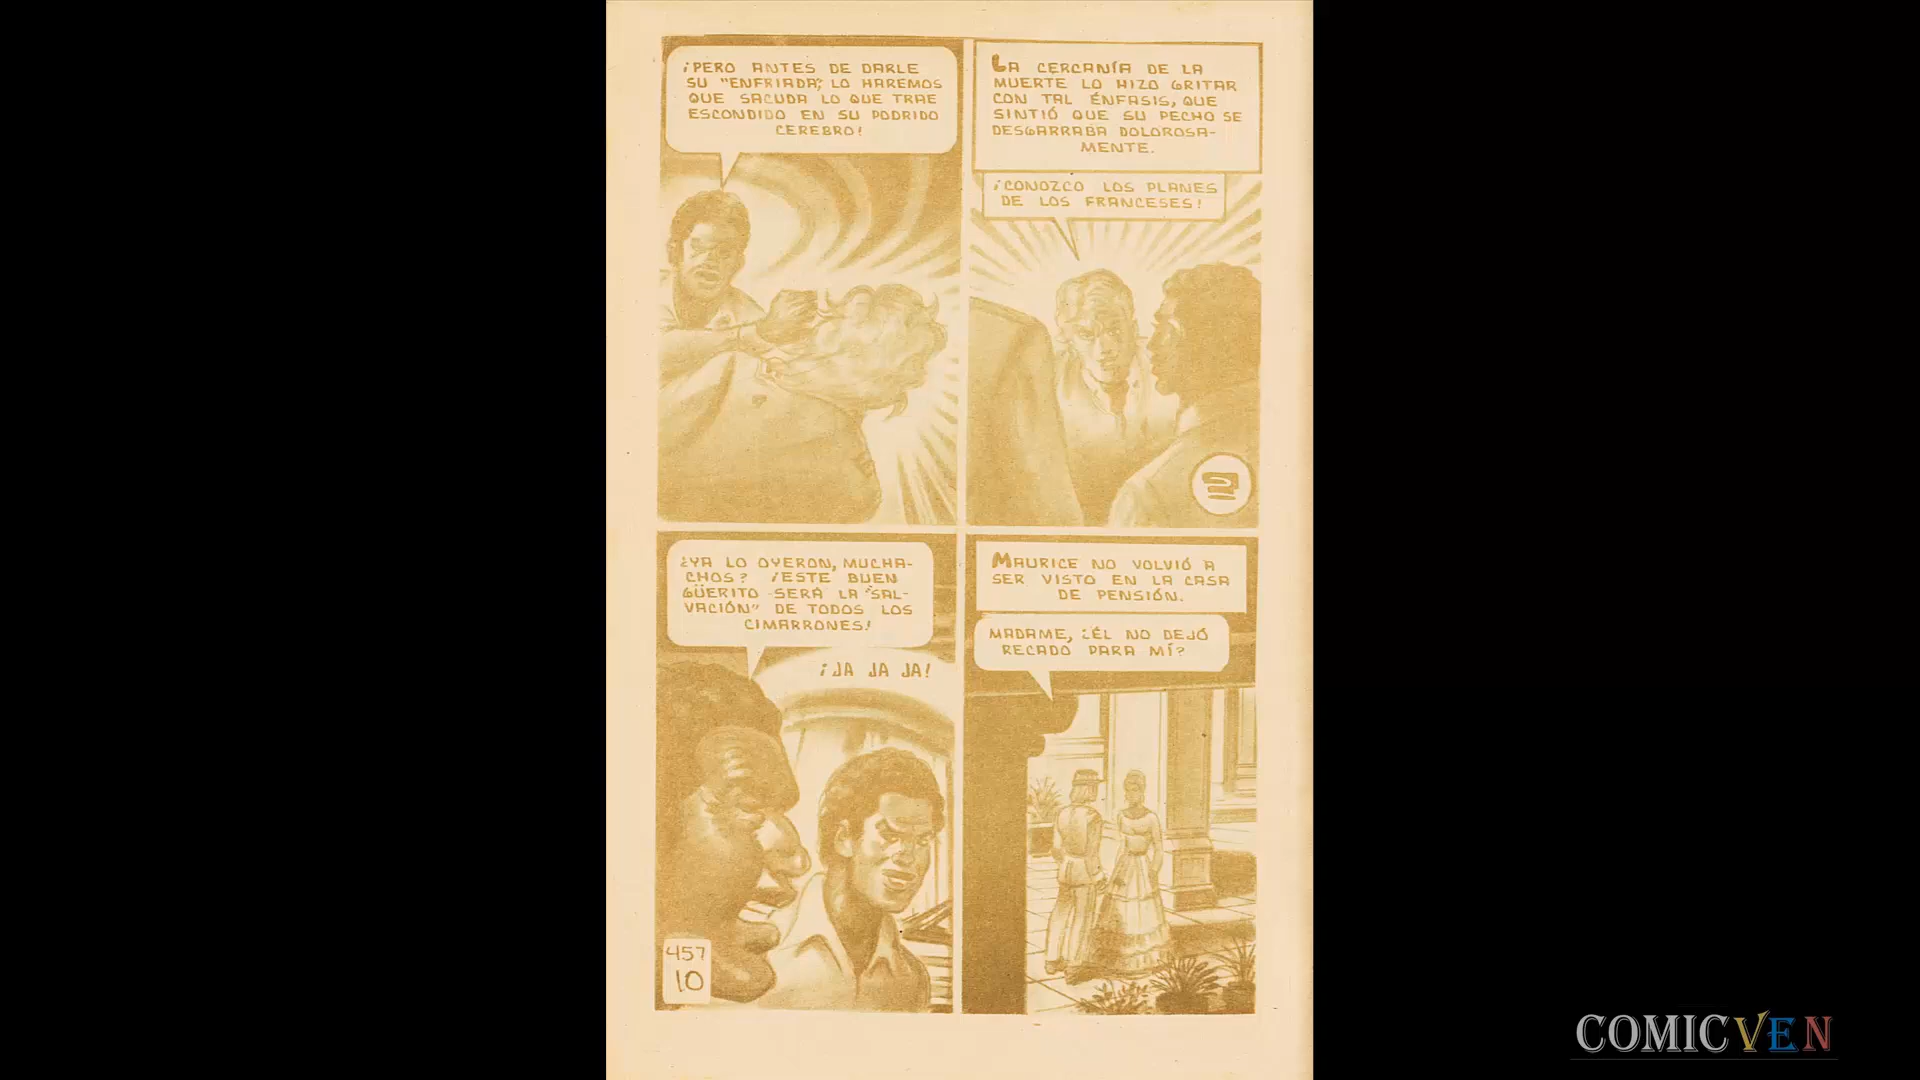 ¡PERO ANTES DE DARLE
SU "ENFRIADA", LO HAREMOS
QUE SACUDA LO QUE TRAE
ESCONDIDO EN SU PODRIDO
CEREBRO!
LA CERCANÍA DE LA
MUERTE LO HIZO GRITAR
CON TAL ÉNFASIS, QUE
SINTIÓ QUE SU PECHO SE
DESGARRABA DOLOROSA-
MENTE.
¡CONOZCO LOS PLANES
DE LOS FRANCESES!
¿YA LO OYERON, MUCHA-
CHOS? ¡ESTE BUEN
GÜERITO SERÁ LA "SAL-
VACIÓN" DE TODOS LOS
CIMARRONES!
¡JA JA JA!
457
10
MAURICE NO VOLVIÓ A
SER VISTO EN LA CASA
DE PENSIÓN.
MADAME, ¿ÉL NO DEJÓ
RECADO PARA MÍ?
COMICVEN